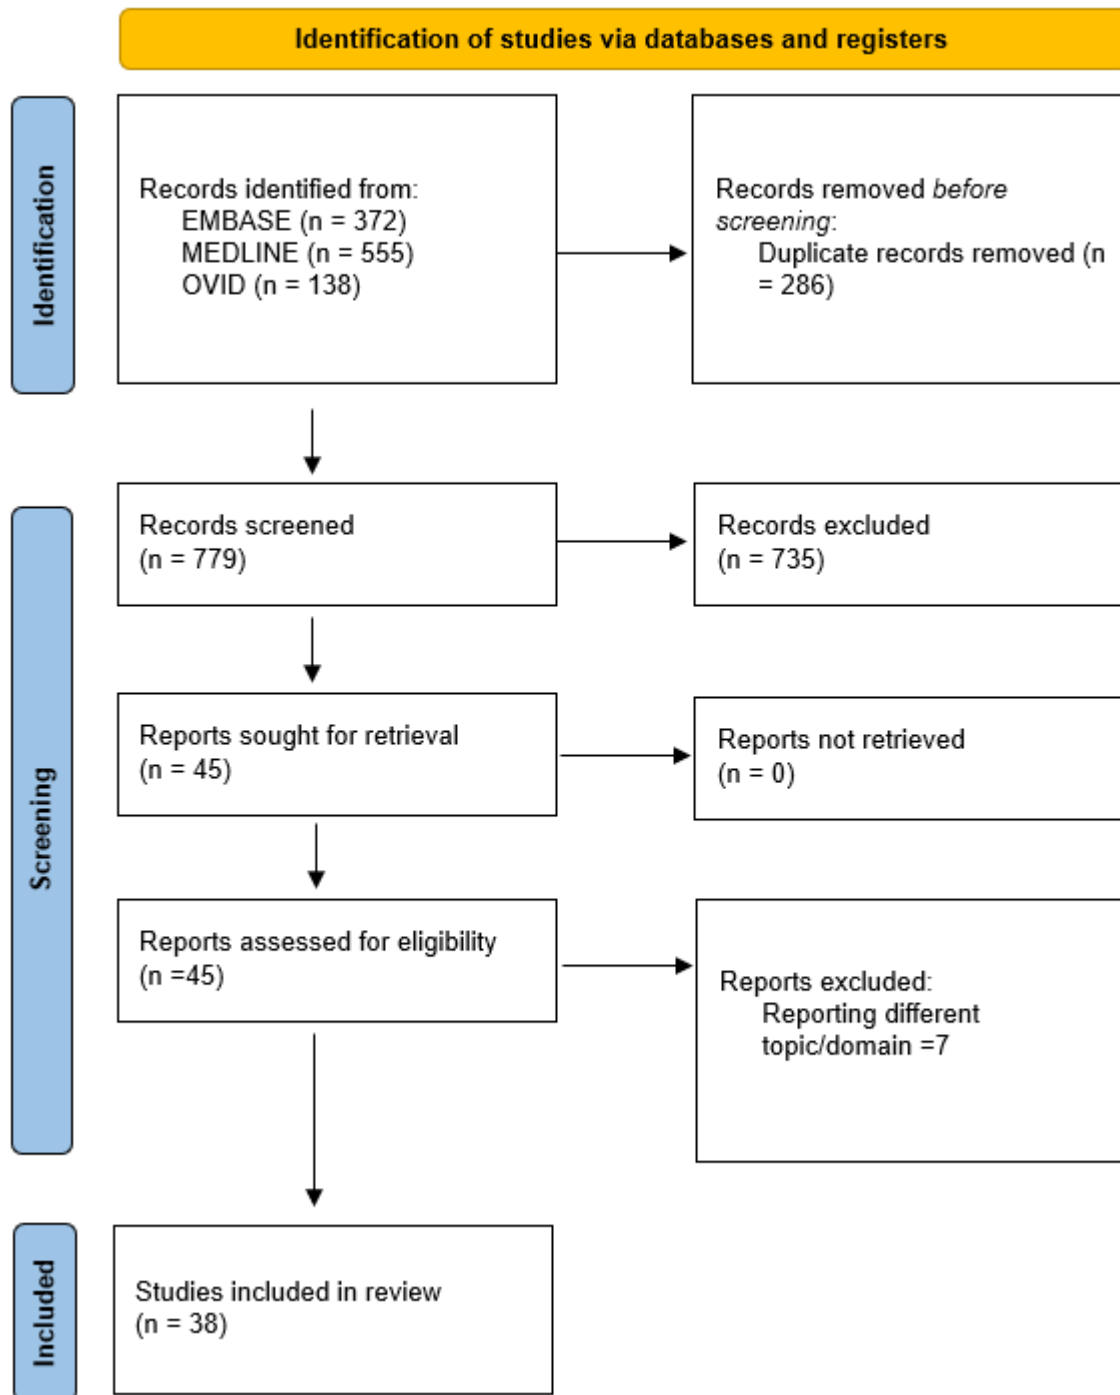 Identification of studies via databases and registers
Identification
Records identified from:
EMBASE (n = 372)
MEDLINE (n = 555)
OVID (n = 138)
Records removed before
screening:
Duplicate records removed (n
= 286)
Screening
Records screened
(n = 779)
Records excluded
(n = 735)
Reports sought for retrieval
(n = 45)
Reports not retrieved
(n = 0)
Reports assessed for eligibility
(n =45)
Reports excluded:
Reporting different
topic/domain =7
Included
Studies included in review
(n = 38)